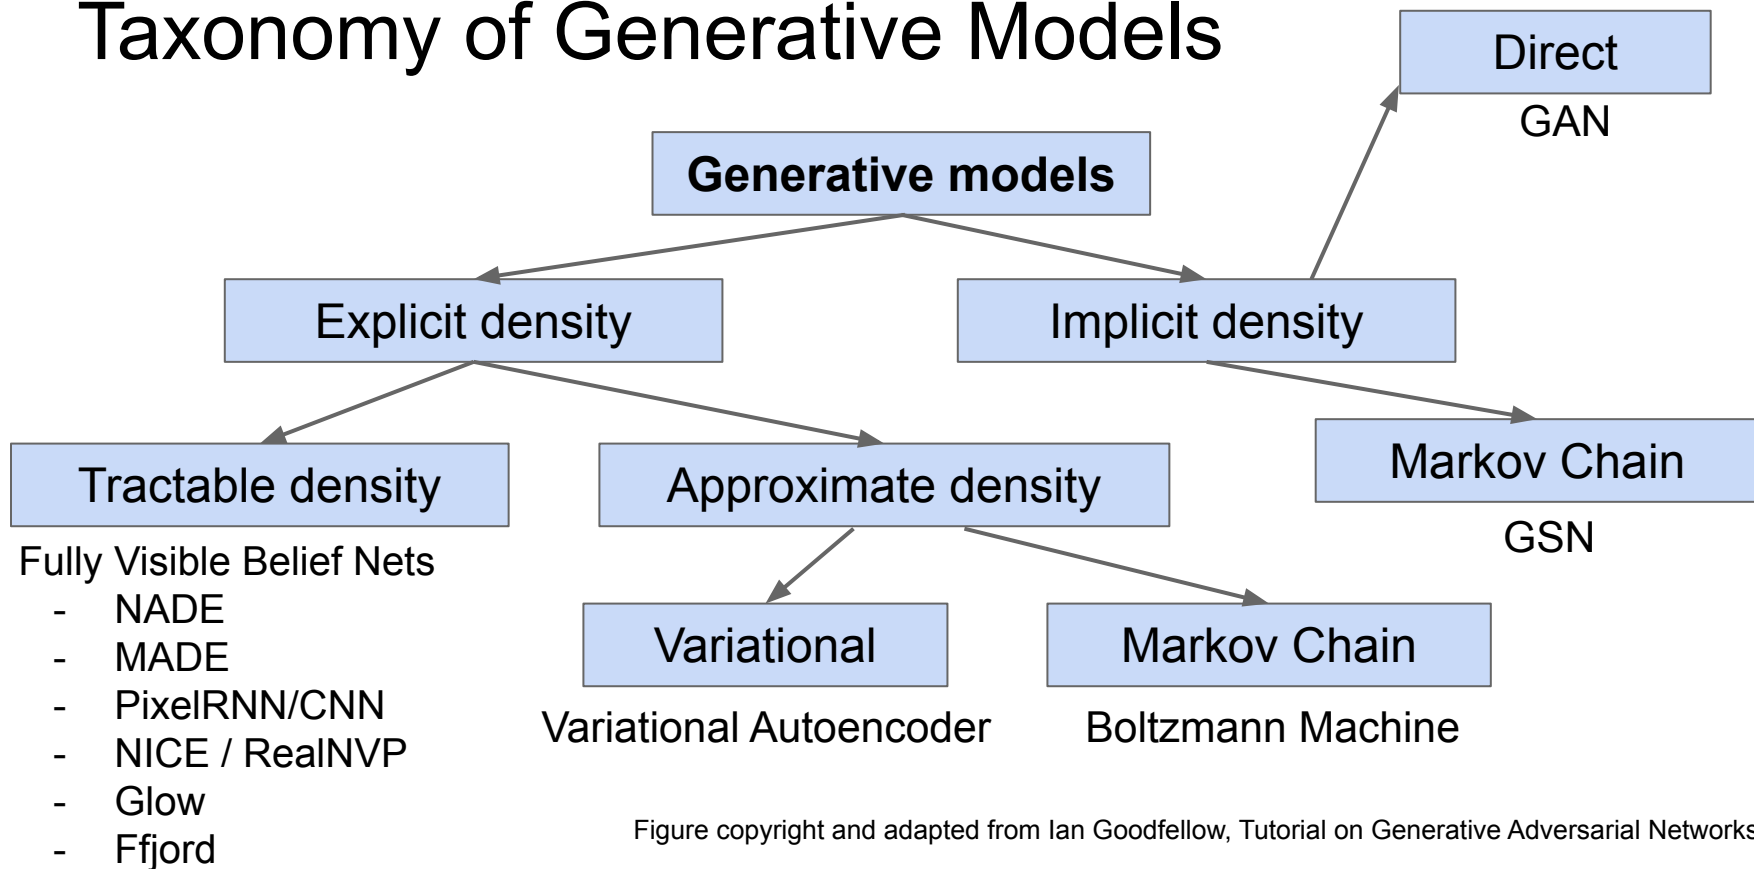 Taxonomy of Generative Models
Direct
GAN
Generative models
Explicit density
Implicit density
Tractable density
Approximate density
Markov Chain
GSN
Fully Visible Belief Nets
- NADE
- MADE
- PixelRNN/CNN
- NICE / RealNVP
- Glow
- Ffjord
Variational
Markov Chain
Variational Autoencoder
Boltzmann Machine
Figure copyright and adapted from Ian Goodfellow, Tutorial on Generative Adversarial Networks